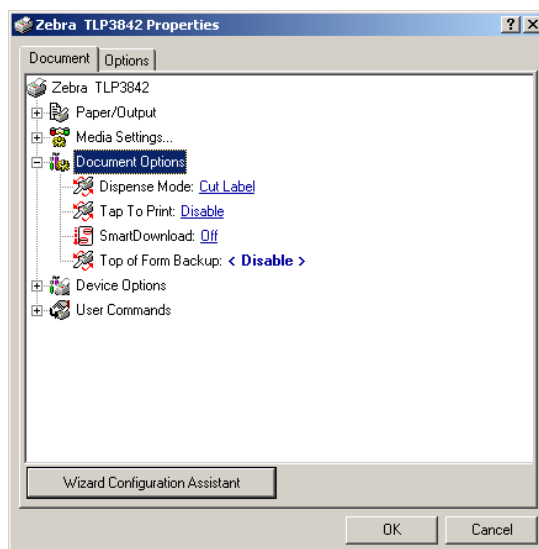 Zebra TLP3842 Properties
Document
Options
Zebra TLP3842
Paper/Output
Media Settings...
Document Options
Dispense Mode: Cut Label
Tap To Print: Disable
SmartDownload: Off
Top of Form Backup: < Disable >
Device Options
User Commands
Wizard Configuration Assistant
OK
Cancel